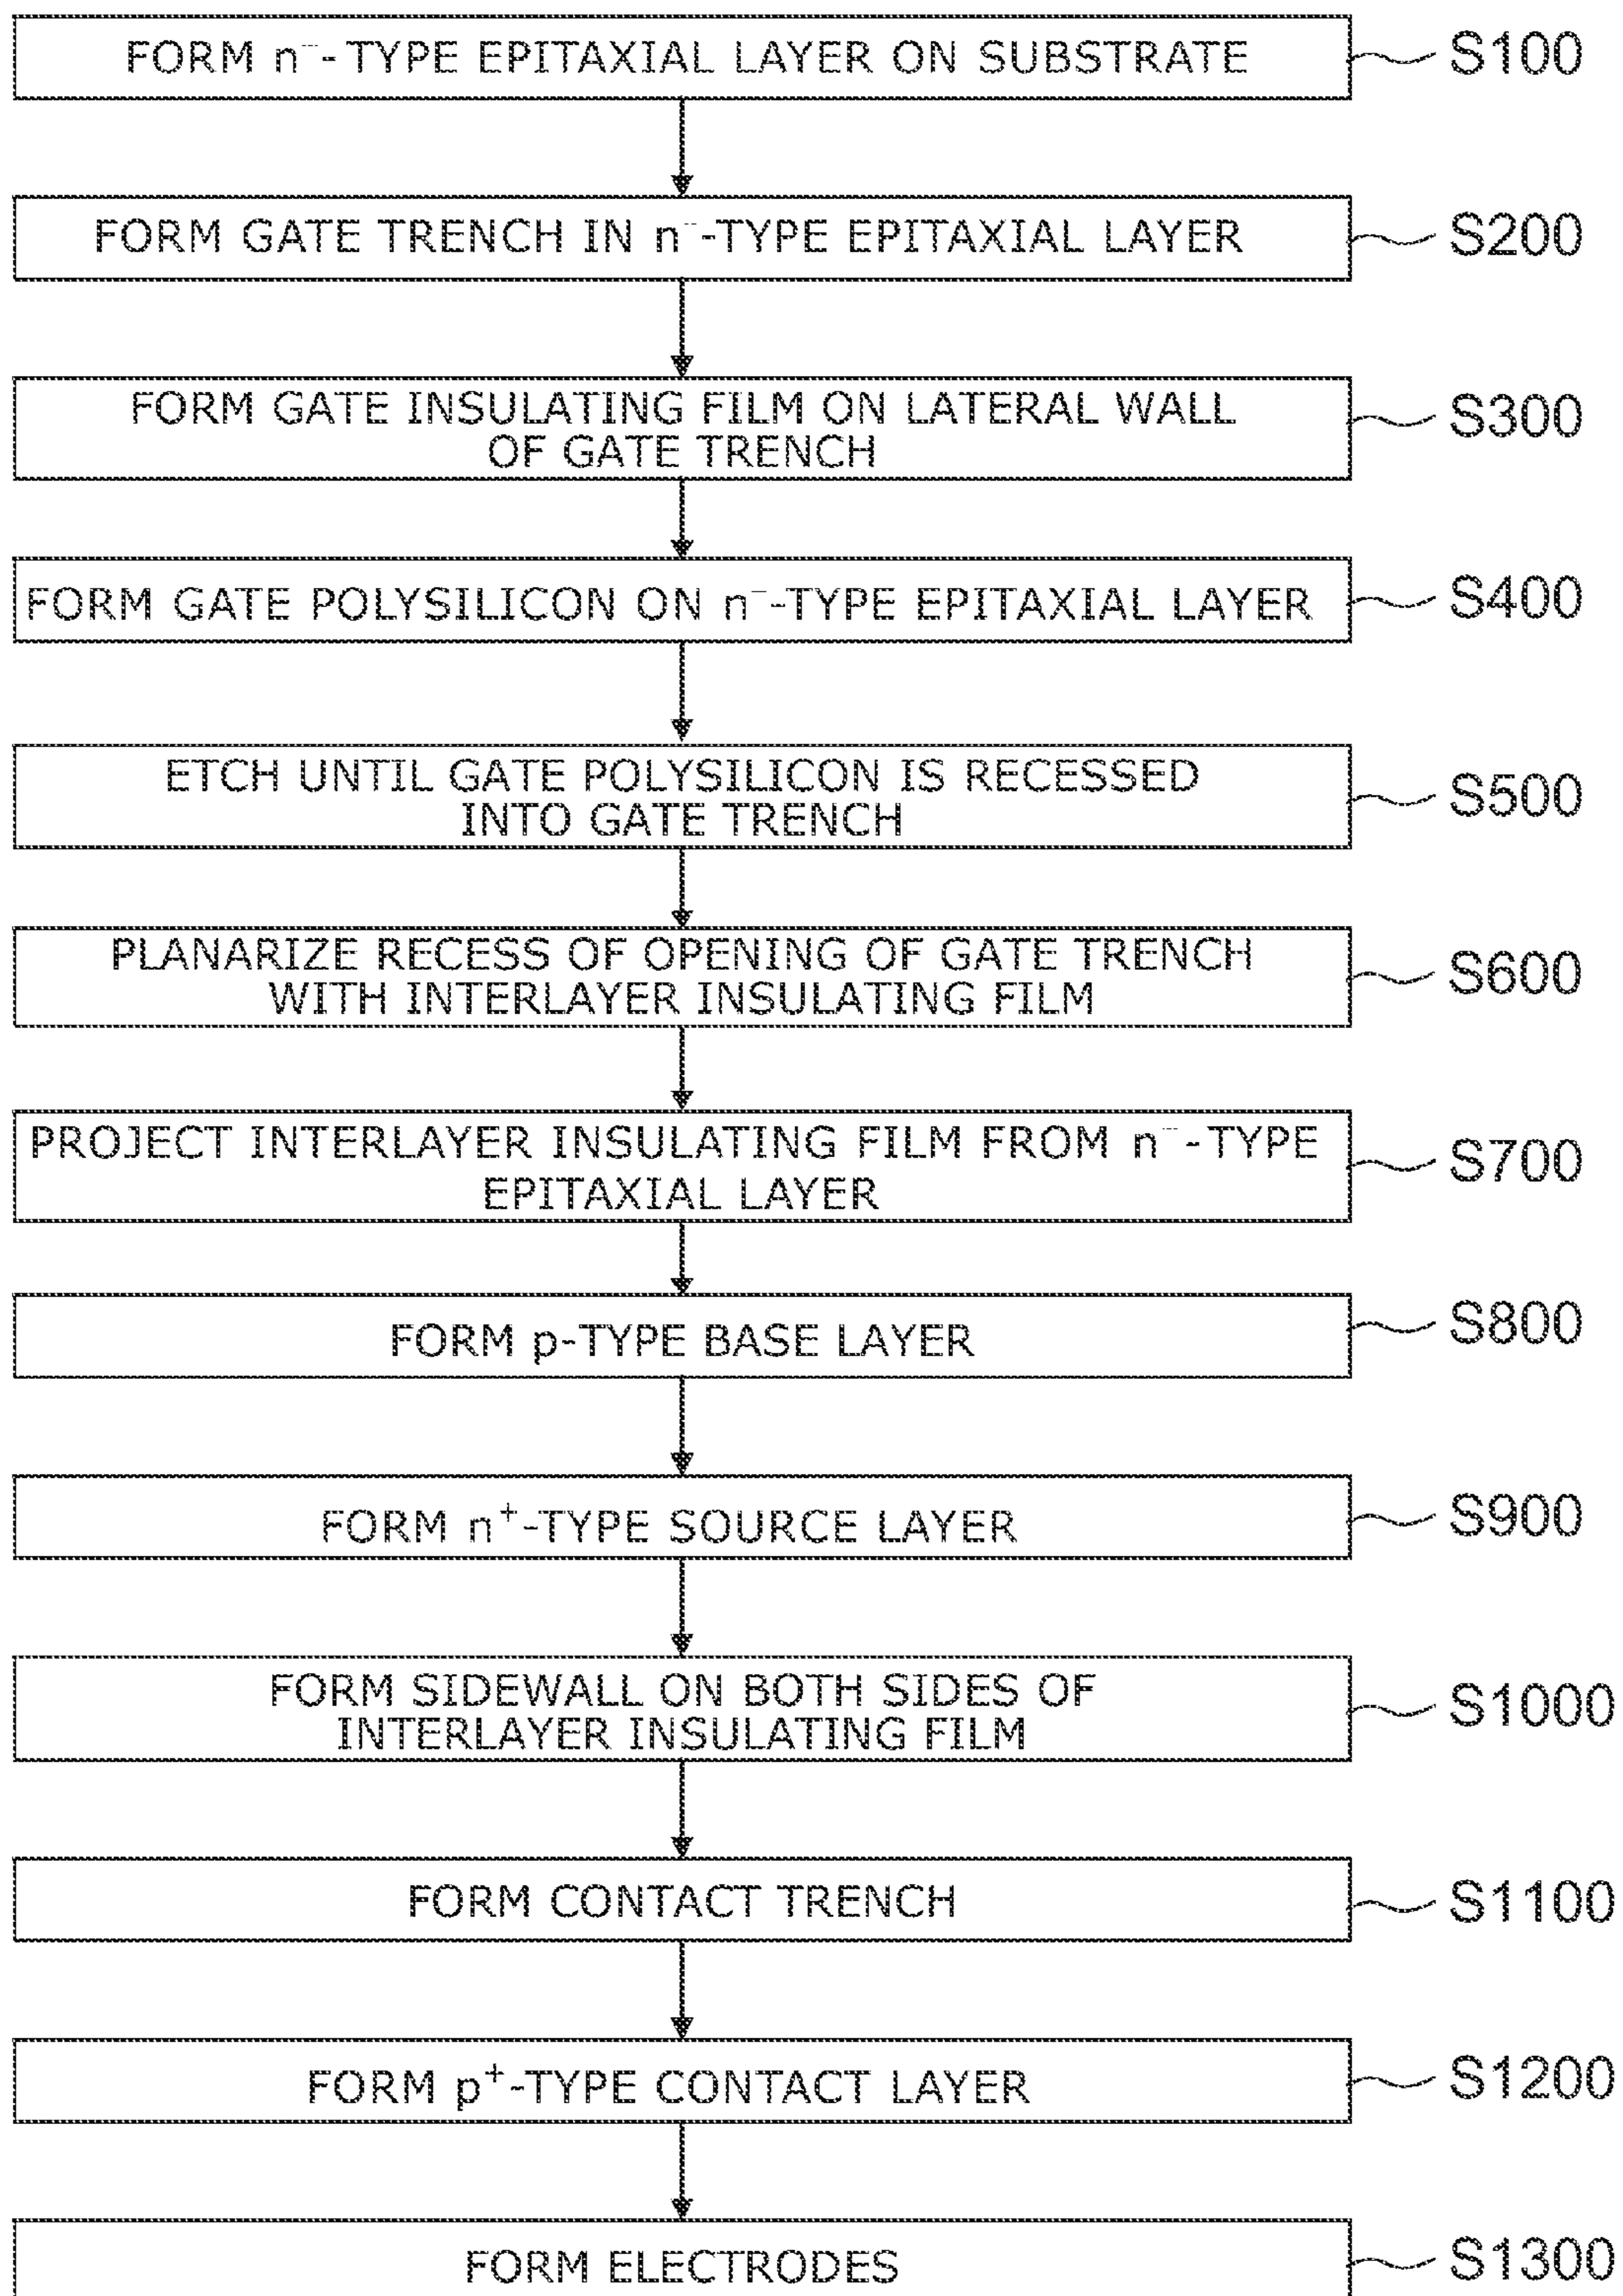 FORM n⁻-TYPE EPITAXIAL LAYER ON SUBSTRATE
S100
FORM GATE TRENCH IN n⁻-TYPE EPITAXIAL LAYER
S200
FORM GATE INSULATING FILM ON LATERAL WALL
OF GATE TRENCH
S300
FORM GATE POLYSILICON ON n⁻-TYPE EPITAXIAL LAYER
S400
ETCH UNTIL GATE POLYSILICON IS RECESSED
INTO GATE TRENCH
S500
PLANARIZE RECESS OF OPENING OF GATE TRENCH
WITH INTERLAYER INSULATING FILM
S600
PROJECT INTERLAYER INSULATING FILM FROM n⁻-TYPE
EPITAXIAL LAYER
S700
FORM p-TYPE BASE LAYER
S800
FORM n⁺-TYPE SOURCE LAYER
S900
FORM SIDEWALL ON BOTH SIDES OF
INTERLAYER INSULATING FILM
S1000
FORM CONTACT TRENCH
S1100
FORM p⁺-TYPE CONTACT LAYER
S1200
FORM ELECTRODES
S1300